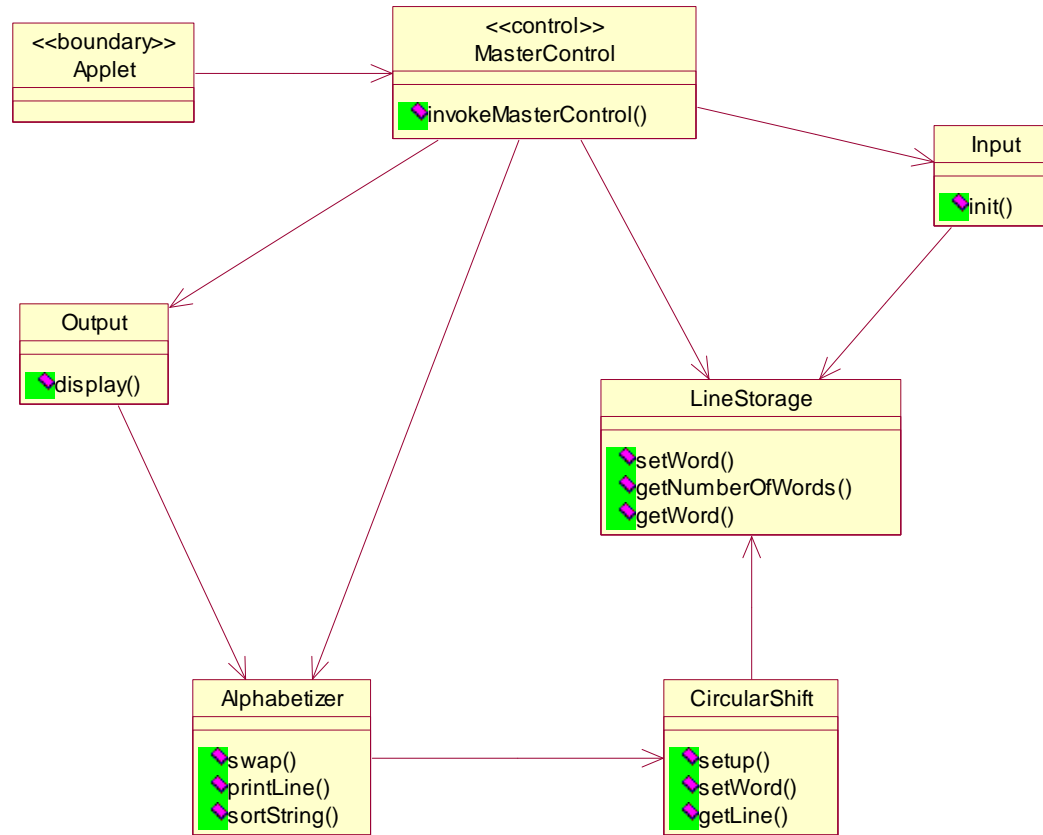 <<boundary>>
Applet
<<control>>
MasterControl
invokeMasterControl()
Input
init()
Output
display()
LineStorage
setWord()
getNumberOfWords()
getWord()
Alphabetizer
swap()
printLine()
sortString()
CircularShift
setup()
setWord()
getLine()